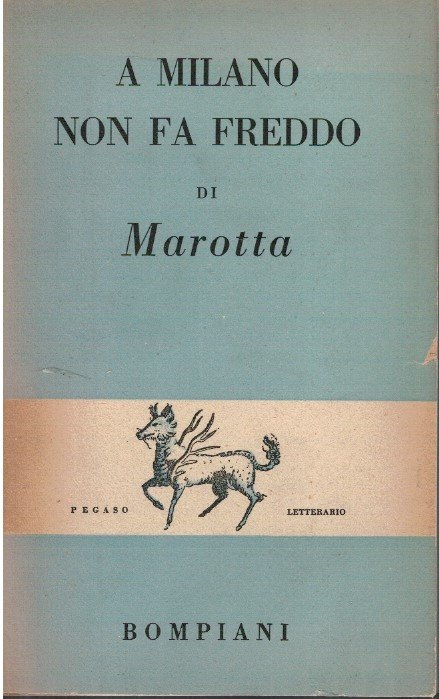 A MILANO
NON FA FREDDO
DI
Marotta
PEGASO LETTERARIO
BOMPIANI